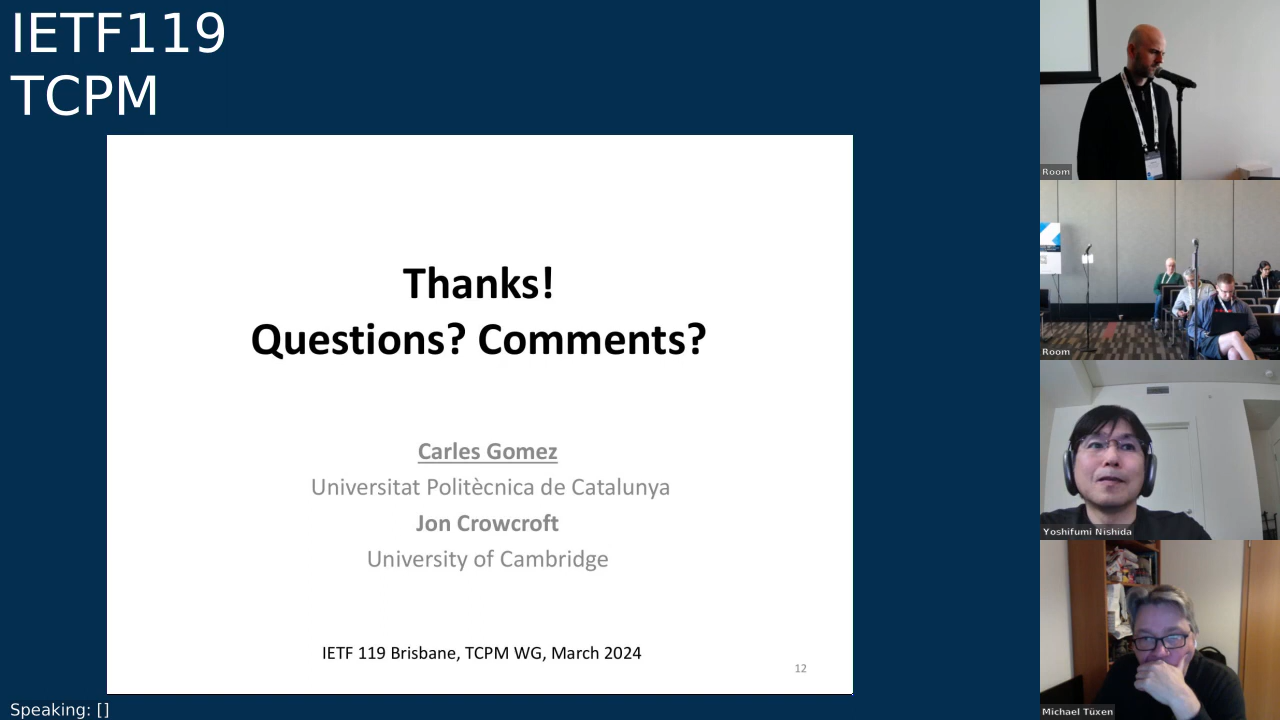 IETF119
TCPM
Thanks!
Questions? Comments?
Carles Gomez
Universitat Politècnica de Catalunya
Jon Crowcroft
University of Cambridge
IETF 119 Brisbane, TCPM WG, March 2024
12
Speaking: []
Room
Room
Yoshifumi Nishida
Michael Tüxen